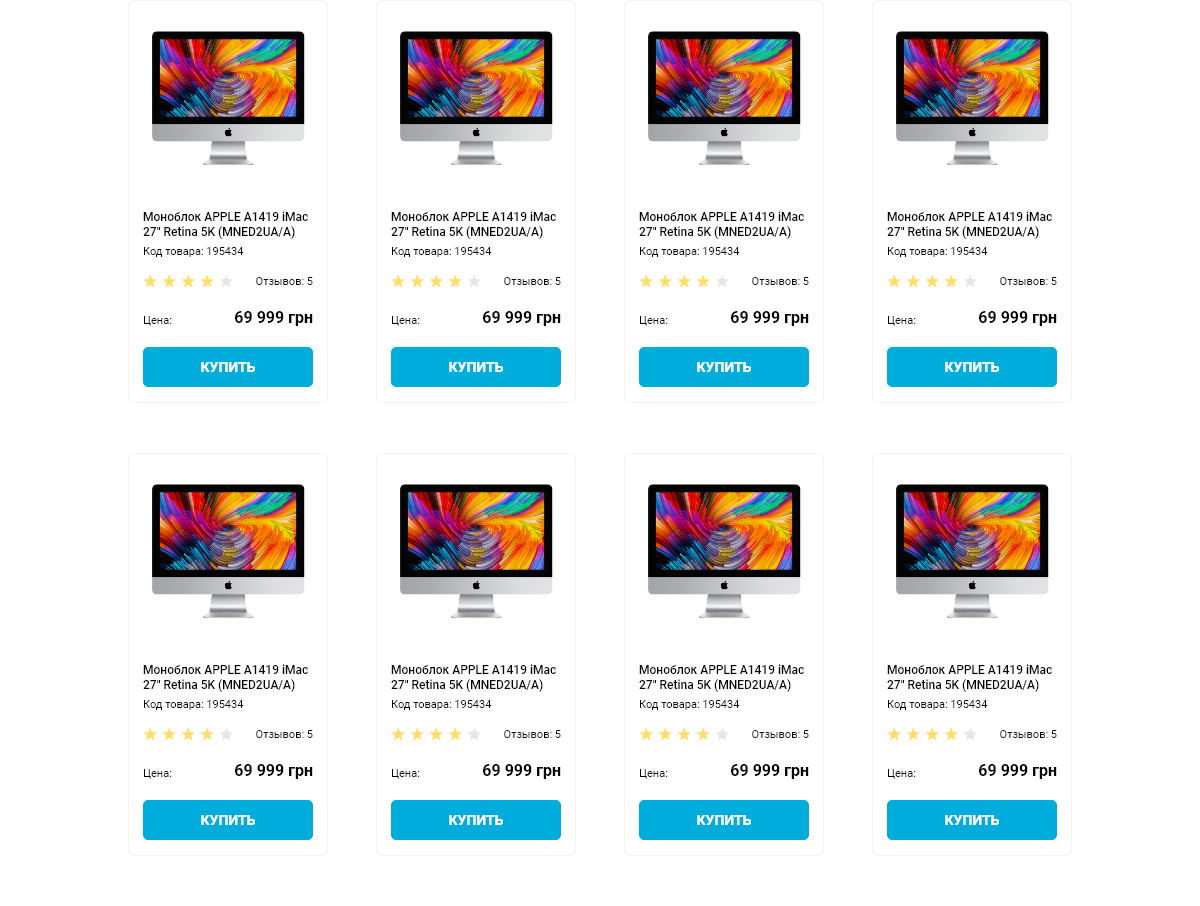 Моноблок APPLE A1419 iMac
27" Retina 5K (MNED2UA/A)
Код товара: 195434
Отзывов: 5
Цена: 69 999 грн
КУПИТЬ
Моноблок APPLE A1419 iMac
27" Retina 5K (MNED2UA/A)
Код товара: 195434
Отзывов: 5
Цена: 69 999 грн
КУПИТЬ
Моноблок APPLE A1419 iMac
27" Retina 5K (MNED2UA/A)
Код товара: 195434
Отзывов: 5
Цена: 69 999 грн
КУПИТЬ
Моноблок APPLE A1419 iMac
27" Retina 5K (MNED2UA/A)
Код товара: 195434
Отзывов: 5
Цена: 69 999 грн
КУПИТЬ
Моноблок APPLE A1419 iMac
27" Retina 5K (MNED2UA/A)
Код товара: 195434
Отзывов: 5
Цена: 69 999 грн
КУПИТЬ
Моноблок APPLE A1419 iMac
27" Retina 5K (MNED2UA/A)
Код товара: 195434
Отзывов: 5
Цена: 69 999 грн
КУПИТЬ
Моноблок APPLE A1419 iMac
27" Retina 5K (MNED2UA/A)
Код товара: 195434
Отзывов: 5
Цена: 69 999 грн
КУПИТЬ
Моноблок APPLE A1419 iMac
27" Retina 5K (MNED2UA/A)
Код товара: 195434
Отзывов: 5
Цена: 69 999 грн
КУПИТЬ